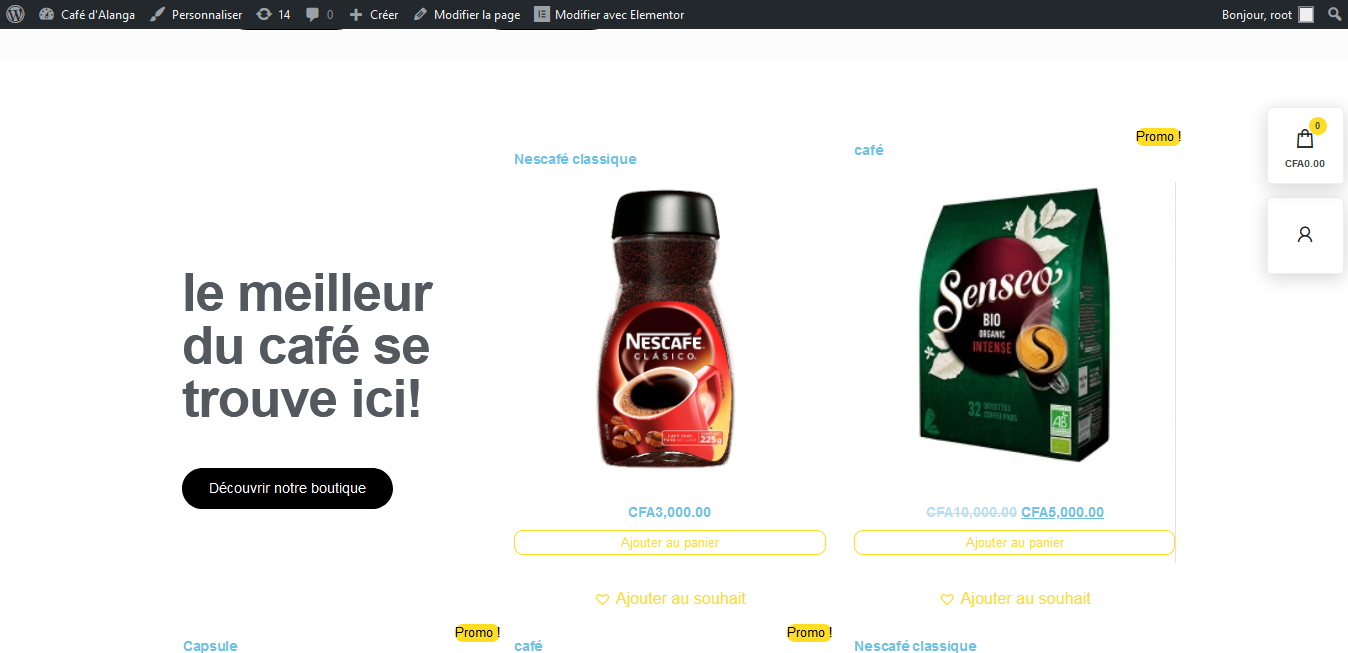 Café d'Alanga Personnaliser 14 0 Créer Modifier la page Modifier avec Elementor Bonjour, root
Promo !
0
CFA0.00
Nescafé classique
café
le meilleur
du café se
trouve ici!
Découvrir notre boutique
NESCAFÉ
CLÁSICO
225g
Senseo
BIO
ORGANIC
INTENSE
32 DOSETTES
COFFEE PADS
AB
CFA3,000.00
CFA10,000.00 CFA5,000.00
Ajouter au panier
Ajouter au panier
Ajouter au souhait
Ajouter au souhait
Promo !
Promo !
Capsule
café
Nescafé classique